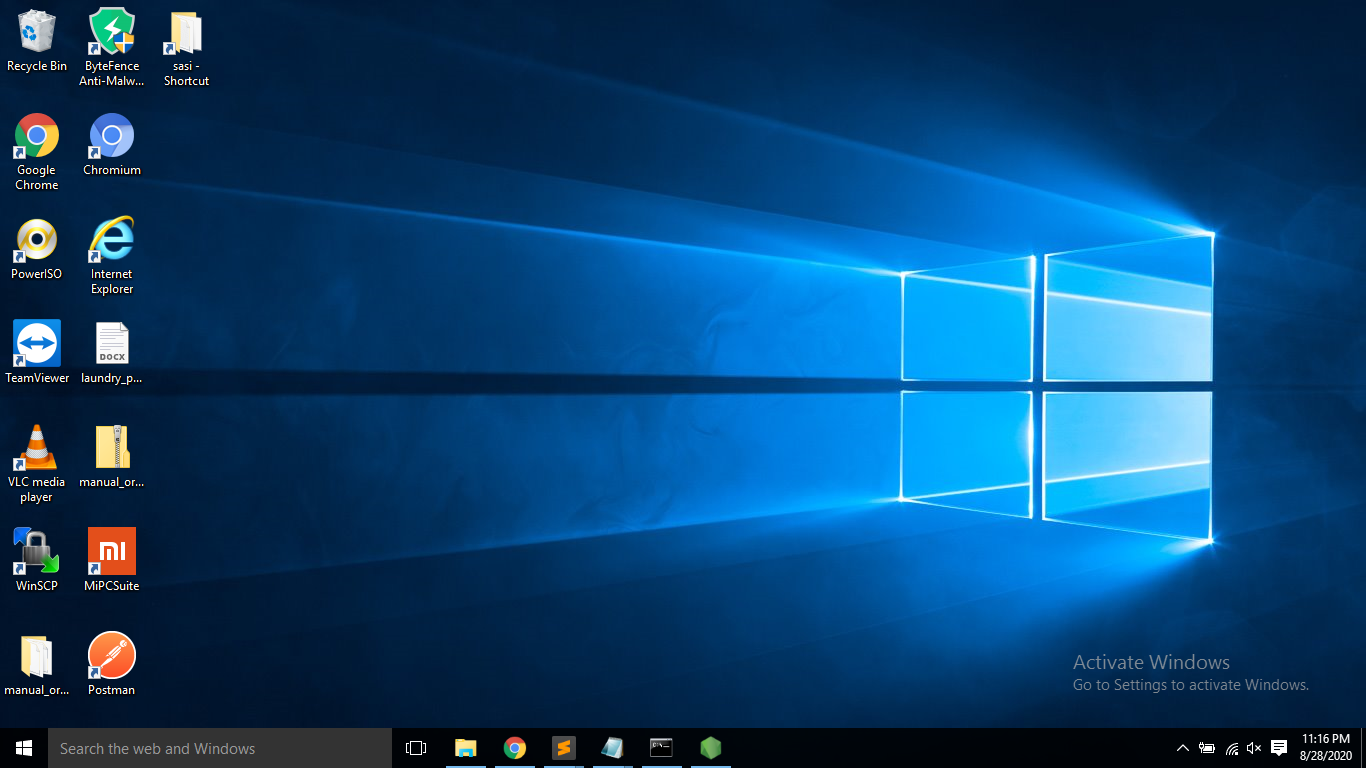 Recycle Bin
ByteFence
Anti-Malw...
sasi -
Shortcut
Google
Chrome
Chromium
PowerISO
Internet
Explorer
TeamViewer
DOCX
laundry_p...
VLC media
player
manual_or...
WinSCP
MI
MiPCSuite
manual_or...
Postman
Activate Windows
Go to Settings to activate Windows.
Search the web and Windows
11:16 PM
8/28/2020